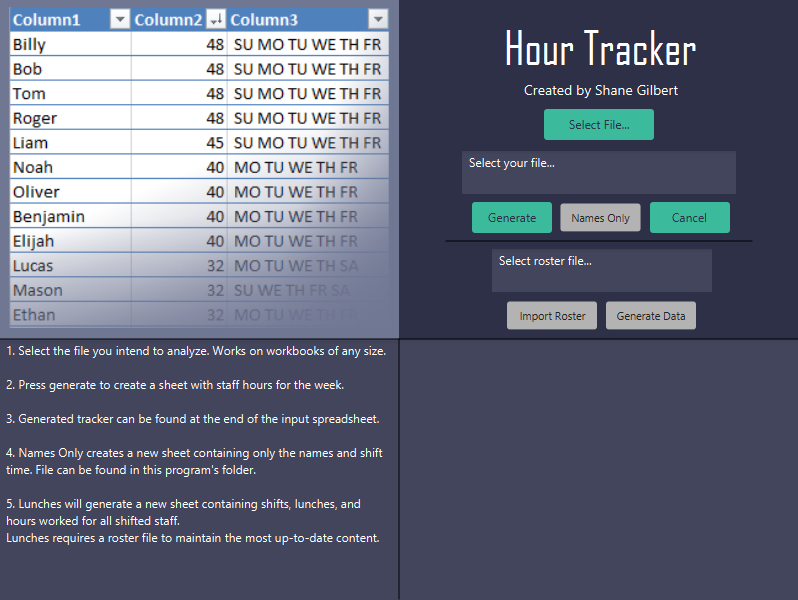 Column1 Column2 Column3
Billy 48 SU MO TU WE TH FR
Bob 48 SU MO TU WE TH FR
Tom 48 SU MO TU WE TH FR
Roger 48 SU MO TU WE TH FR
Liam 45 SU MO TU WE TH FR
Noah 40 MO TU WE TH FR
Oliver 40 MO TU WE TH FR
Benjamin 40 MO TU WE TH FR
Elijah 40 MO TU WE TH FR
Lucas 32 MO TU WE TH SA
Mason 32 SU WE TH FR SA
Ethan 32 MO TU WE TH FR
Hour Tracker
Created by Shane Gilbert
Select File...
Select your file...
Generate Names Only Cancel
Select roster file...
Import Roster Generate Data
1. Select the file you intend to analyze. Works on workbooks of any size.
2. Press generate to create a sheet with staff hours for the week.
3. Generated tracker can be found at the end of the input spreadsheet.
4. Names Only creates a new sheet containing only the names and shift
time. File can be found in this program's folder.
5. Lunches will generate a new sheet containing shifts, lunches, and
hours worked for all shifted staff.
Lunches requires a roster file to maintain the most up-to-date content.